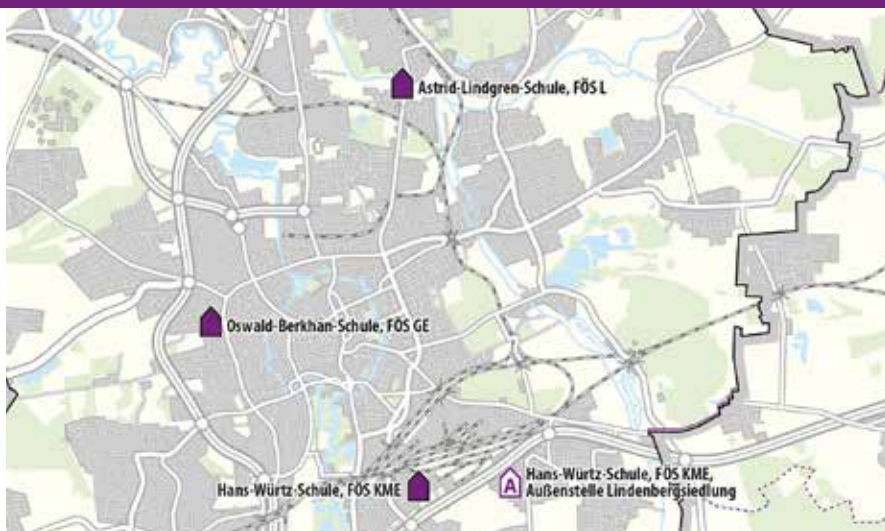 Astrid-Lindgren-Schule, FÖS L
Oswald-Berkhan-Schule, FÖS GE
Hans-Würtz-Schule, FÖS KME
A
Hans-Würtz-Schule, FÖS KME,
Außenstelle Lindenbergsiedlung